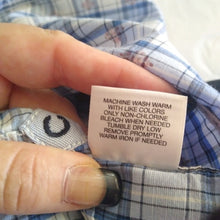 MACHINE WASH WARM
WITH LIKE COLORS
ONLY NON-CHLORINE
BLEACH WHEN NEEDED
TUMBLE DRY LOW
REMOVE PROMPTLY
WARM IRON IF NEEDED
C